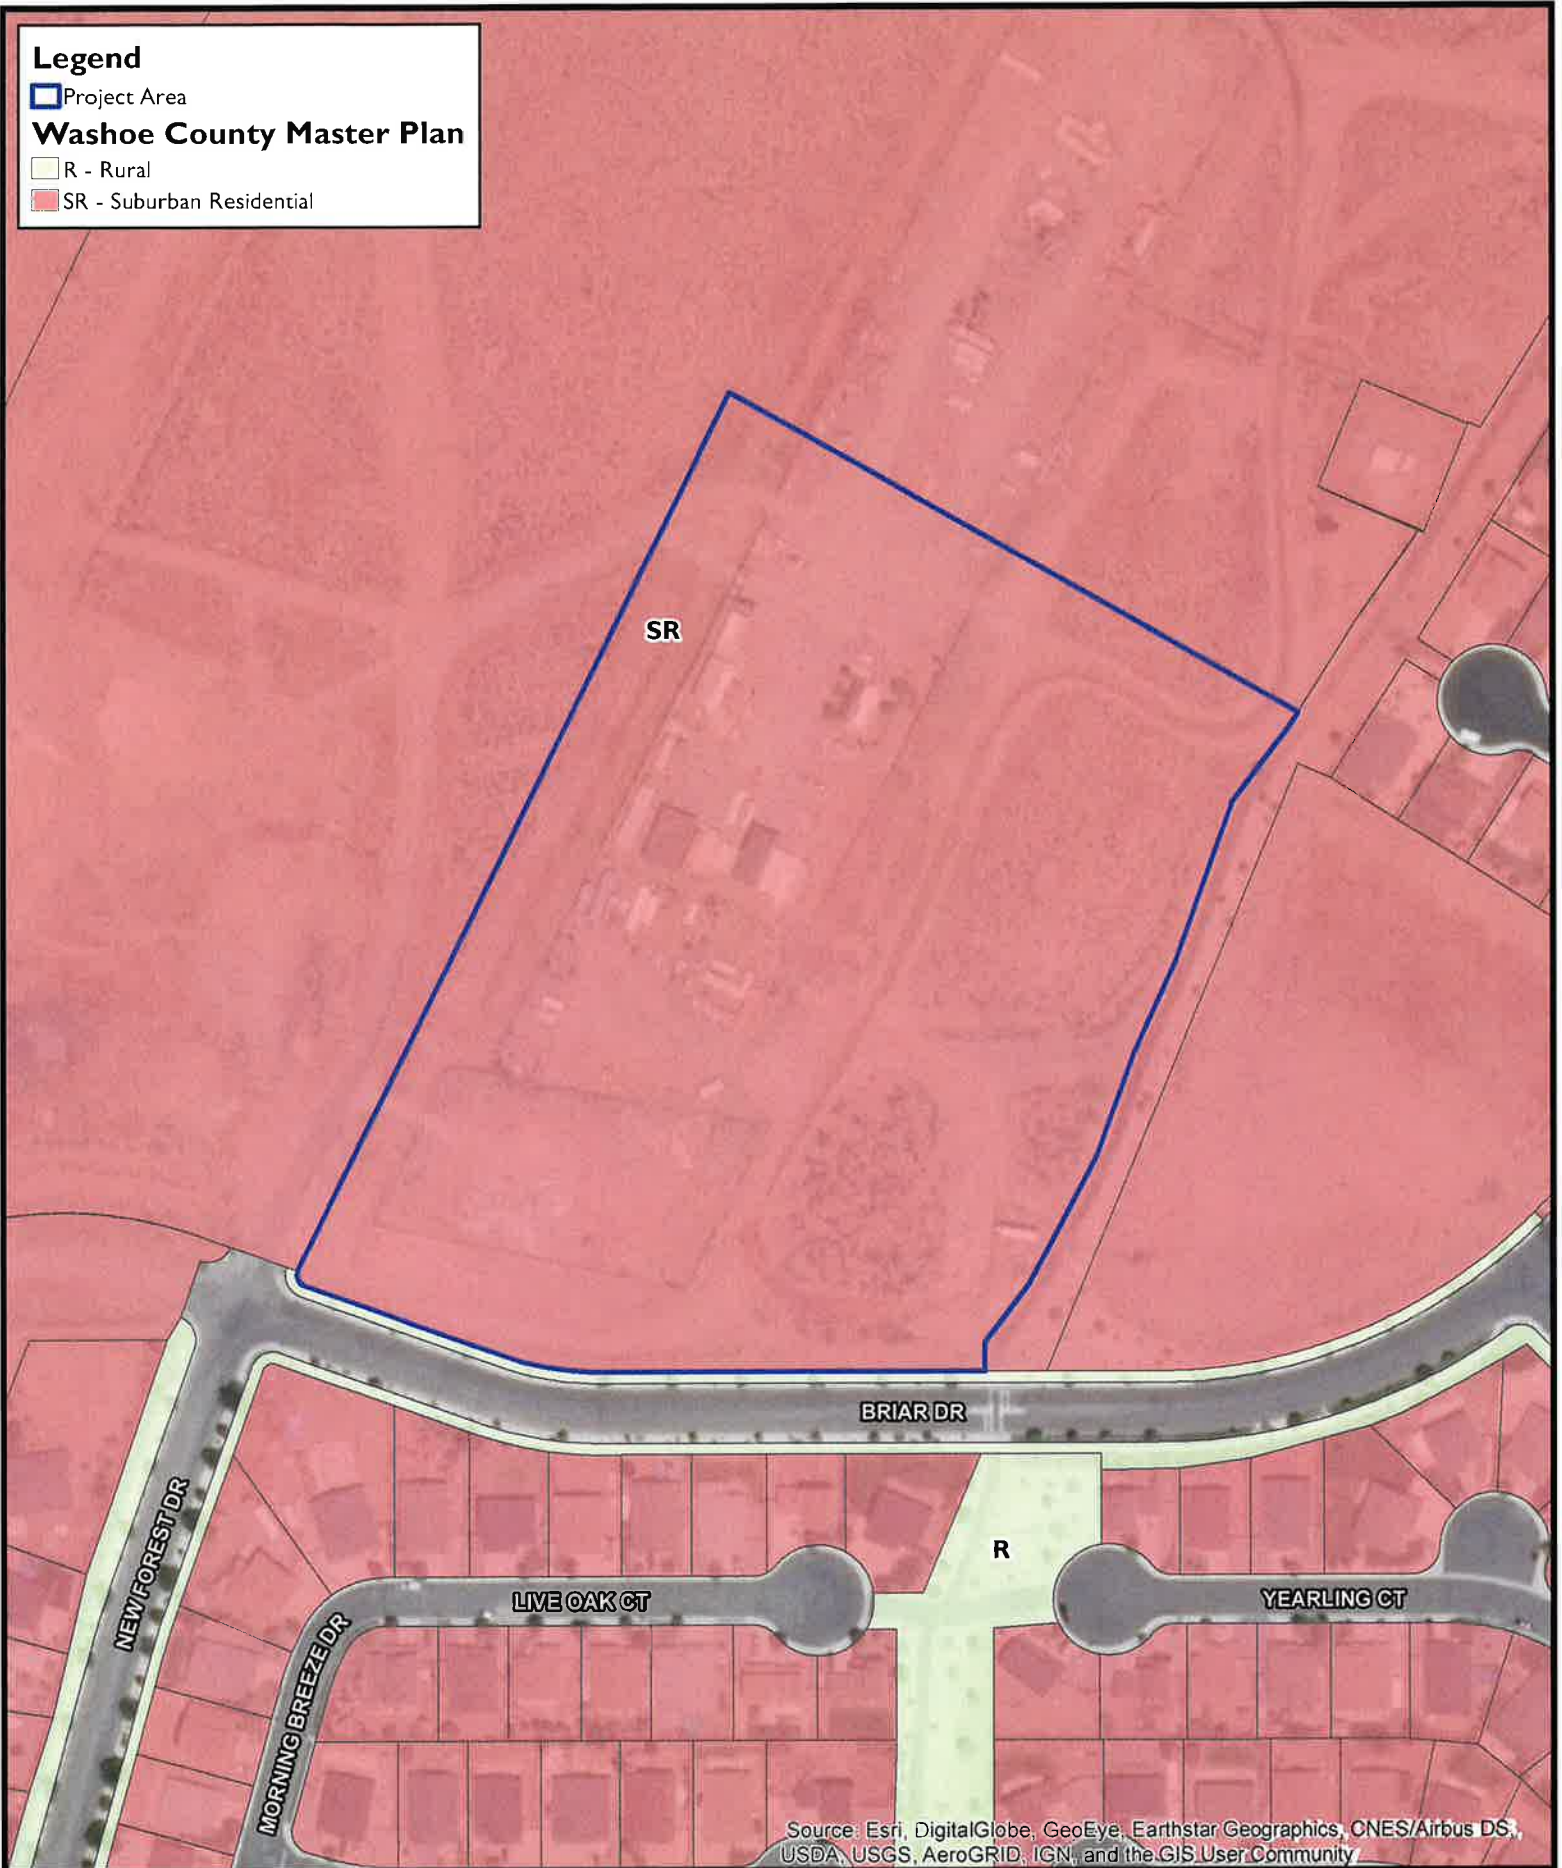 Legend
Project Area
Washoe County Master Plan
R - Rural
SR - Suburban Residential
SR
BRIAR DR
R
NEW FOREST DR
LIVE OAK CT
YEARLING CT
MORNING BREEZE DR
Source: Esri, DigitalGlobe, GeoEye, Earthstar Geographics, CNES/Airbus DS,
USDA, USGS, AeroGRID, IGN, and the GIS User Community